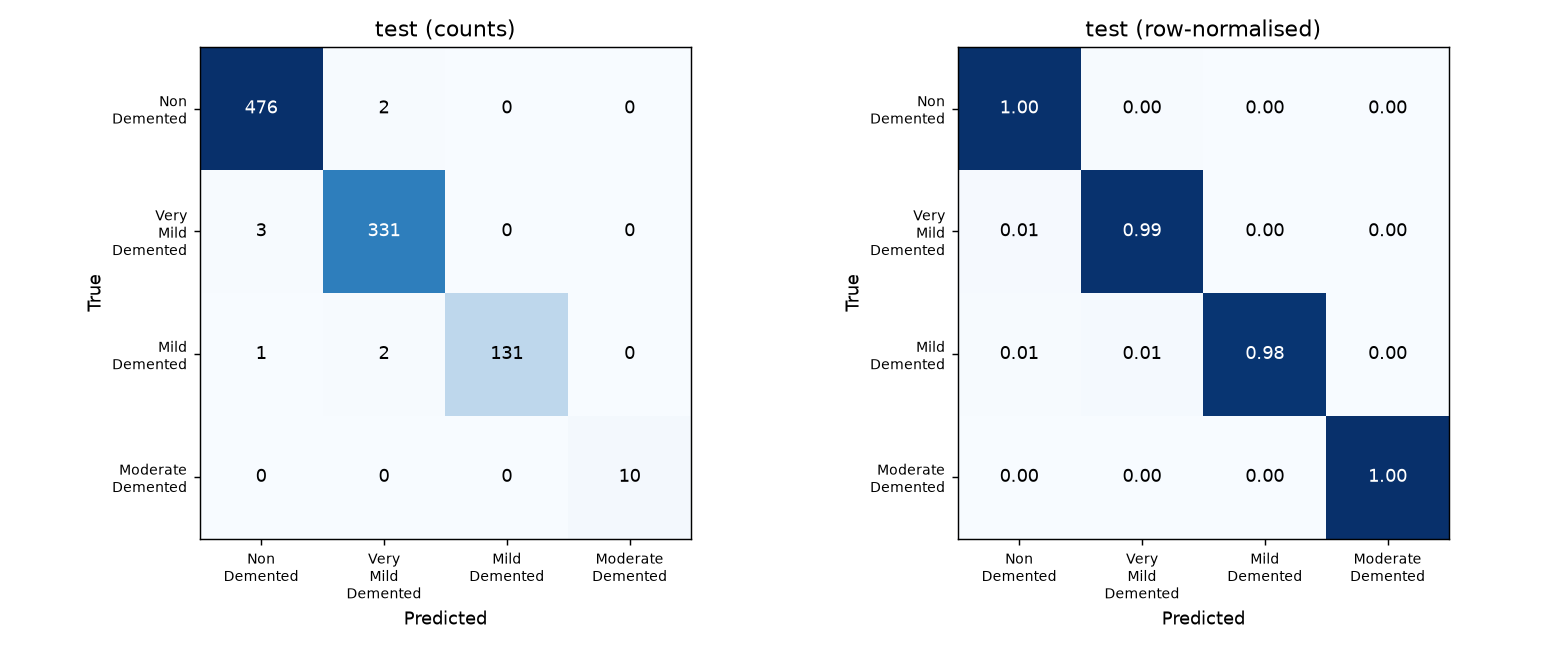 test (counts)
Non
Demented
476 2 0 0
Very
Mild
Demented
3 331 0 0
Mild
Demented
1 2 131 0
Moderate
Demented
0 0 0 10
True
Non
Demented
Very
Mild
Demented
Mild
Demented
Moderate
Demented
Predicted
test (row-normalised)
Non
Demented
1.00 0.00 0.00 0.00
Very
Mild
Demented
0.01 0.99 0.00 0.00
Mild
Demented
0.01 0.01 0.98 0.00
Moderate
Demented
0.00 0.00 0.00 1.00
True
Non
Demented
Very
Mild
Demented
Mild
Demented
Moderate
Demented
Predicted